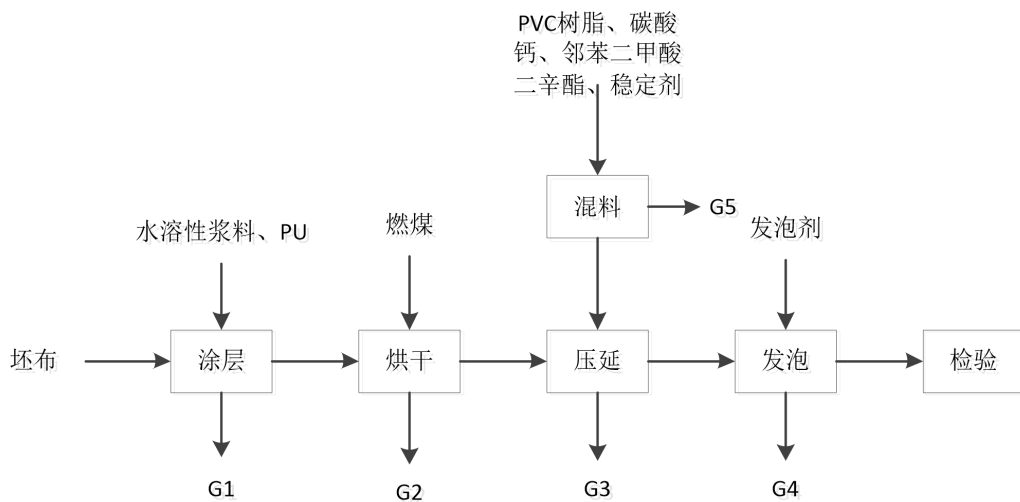 PVC树脂、碳酸
钙、邻苯二甲酸
二辛酯、稳定剂
混料
G5
水溶性浆料、PU
燃煤
发泡剂
坯布
涂层
烘干
压延
发泡
检验
G1
G2
G3
G4